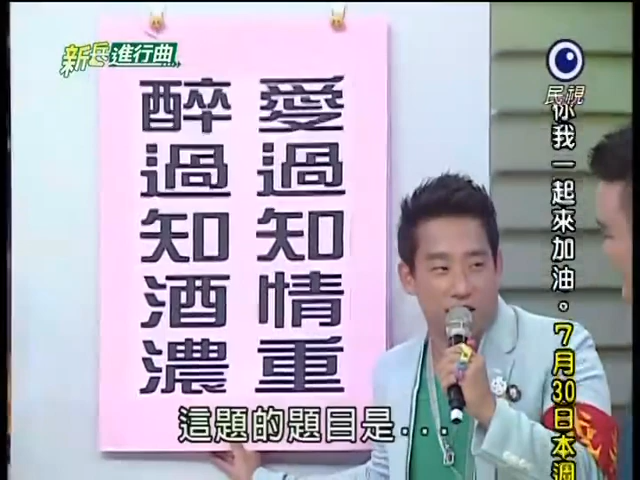 新兵進行曲
民視
愛過知情重
醉過知酒濃
你我一起來加油。7月30日本週
這題的題目是...